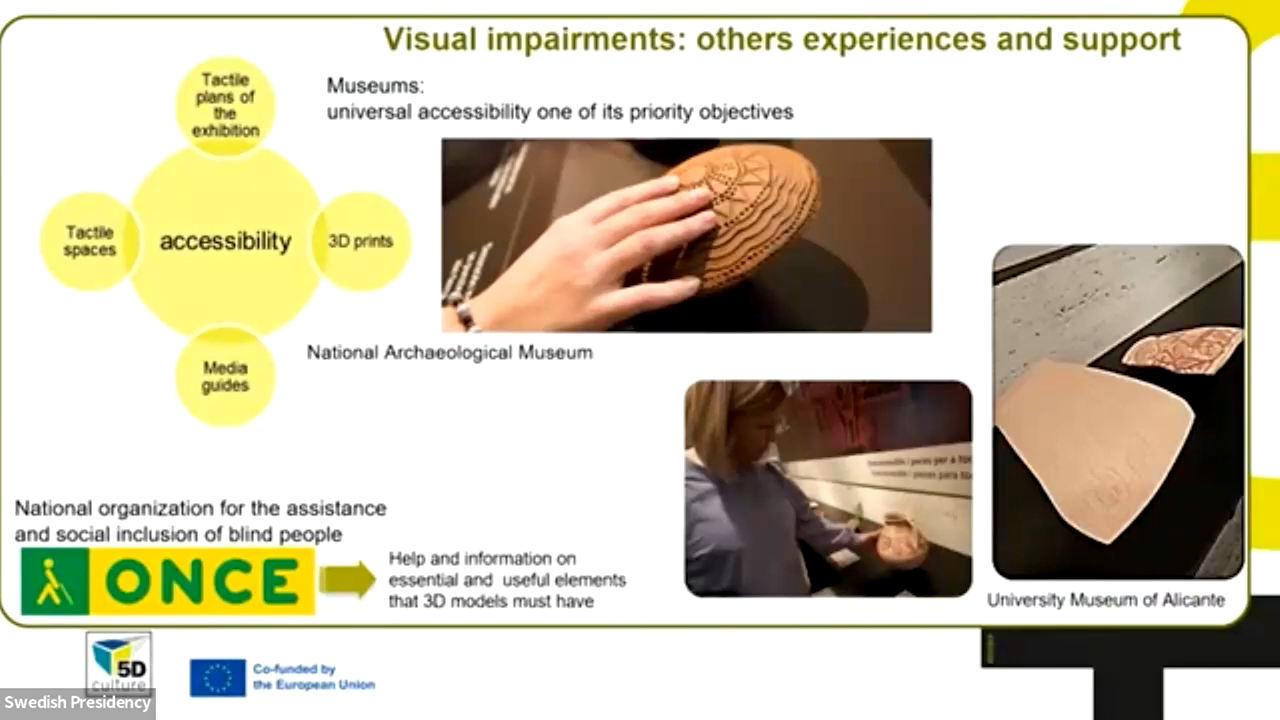 Visual impairments: others experiences and support
Tactile
plans of
the
exhibition
Tactile
spaces
accessibility
3D prints
Media
guides
Museums:
universal accessibility one of its priority objectives
National Archaeological Museum
University Museum of Alicante
National organization for the assistance
and social inclusion of blind people
ONCE
Help and information on
essential and useful elements
that 3D models must have
5D
culture
Co-funded by
the European Union
Swedish Presidency